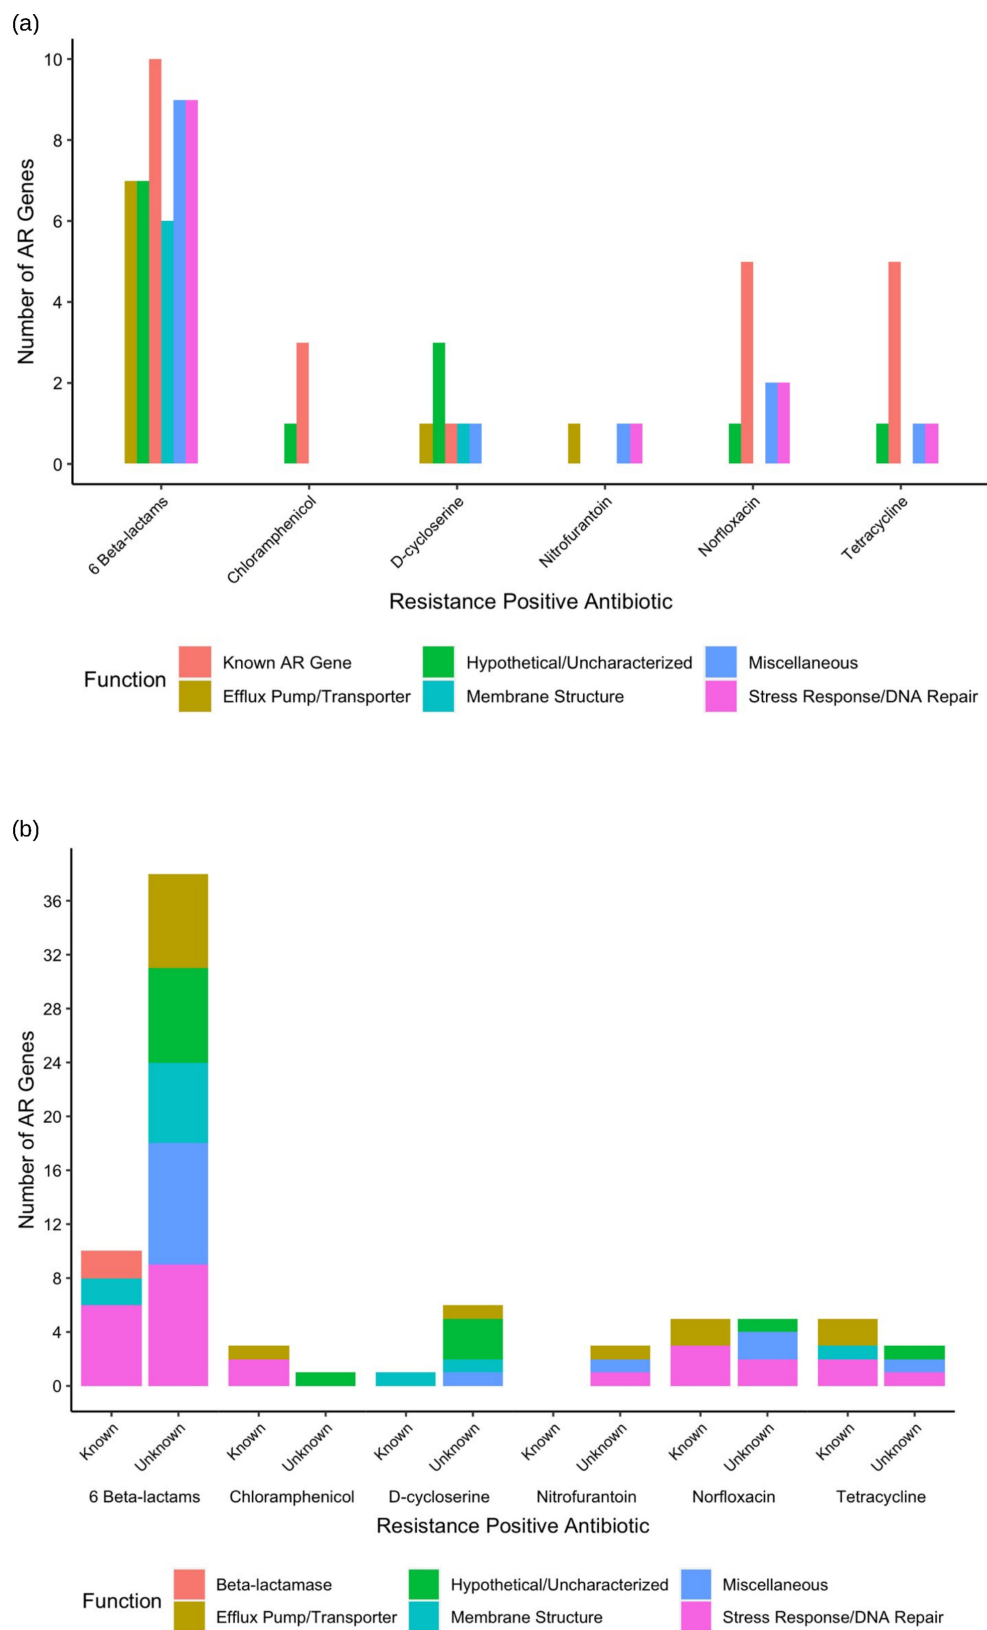 (a)
10
8
6
4
2
0
Number of AR Genes
6 Beta-lactams
Chloramphenicol
D-cycloserine
Nitrofurantoin
Norfloxacin
Tetracycline
Resistance Positive Antibiotic
Function
Known AR Gene
Hypothetical/Uncharacterized
Miscellaneous
Efflux Pump/Transporter
Membrane Structure
Stress Response/DNA Repair
(b)
36
32
28
24
20
16
12
8
4
0
Number of AR Genes
Known Unknown Known Unknown Known Unknown Known Unknown Known Unknown Known Unknown
6 Beta-lactams Chloramphenicol D-cycloserine Nitrofurantoin Norfloxacin Tetracycline
Resistance Positive Antibiotic
Function
Beta-lactamase
Hypothetical/Uncharacterized
Miscellaneous
Efflux Pump/Transporter
Membrane Structure
Stress Response/DNA Repair